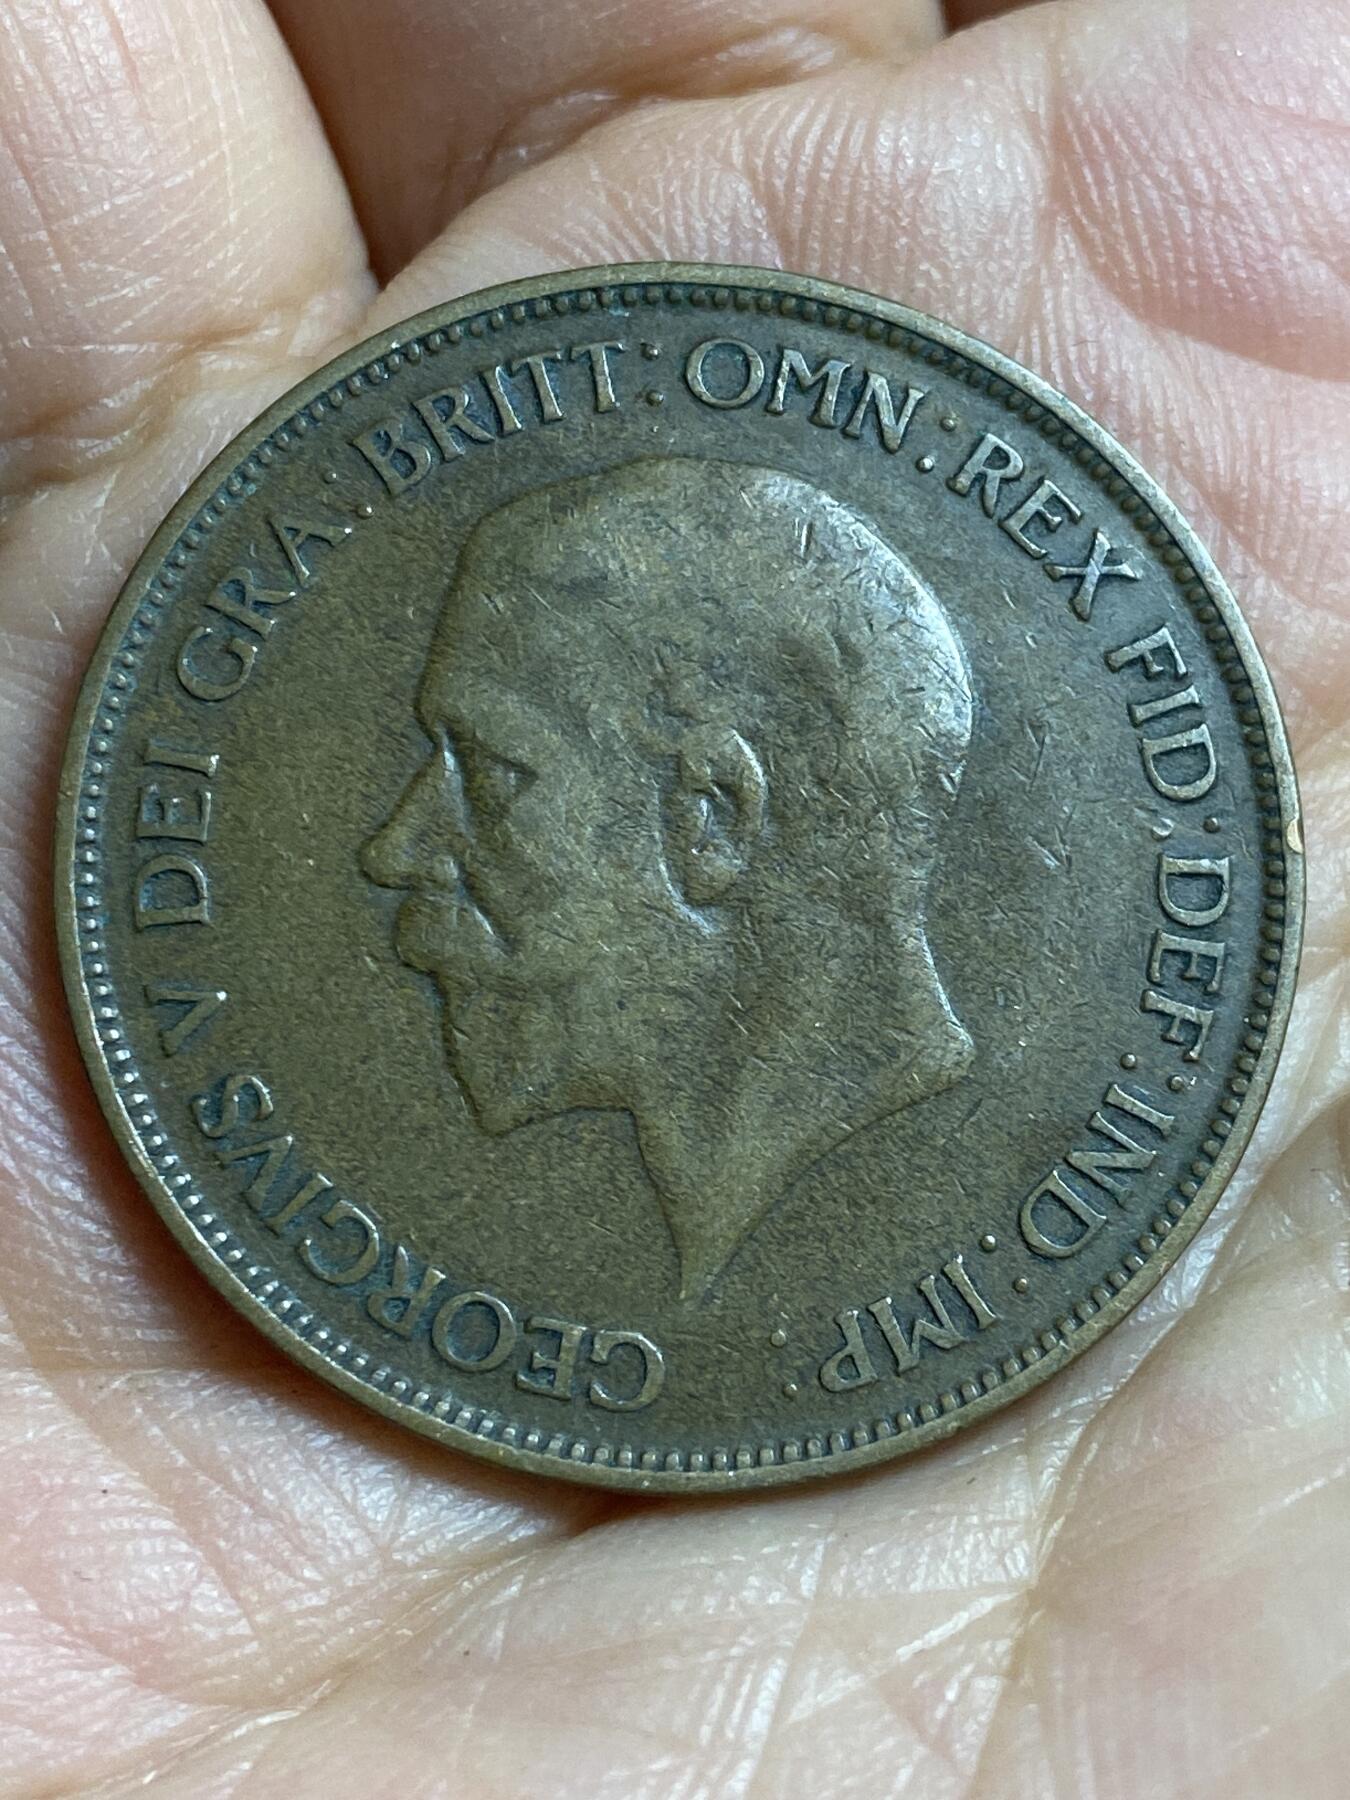 GEORGIVS V DEI GRA: BRITT: OMN: REX FID: DEF: IND: IMP: